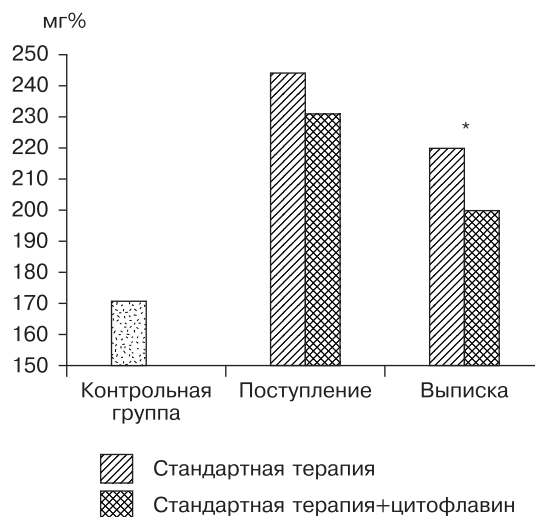 мг%
250
240
230
220
210
200
190
180
170
160
150
*
Контрольная группа
Поступление
Выписка
Стандартная терапия
Стандартная терапия+цитофлавин